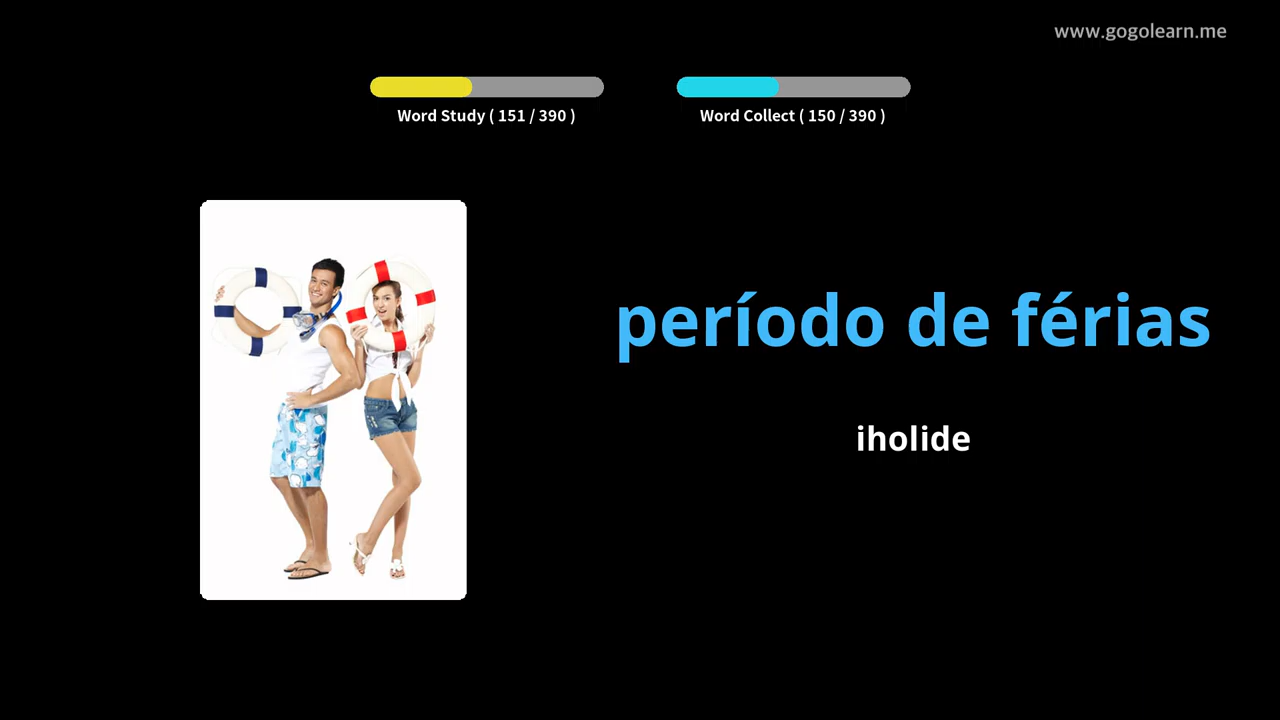 www.gogolearn.me
Word Study ( 151 / 390 )
Word Collect ( 150 / 390 )
período de férias
iholide